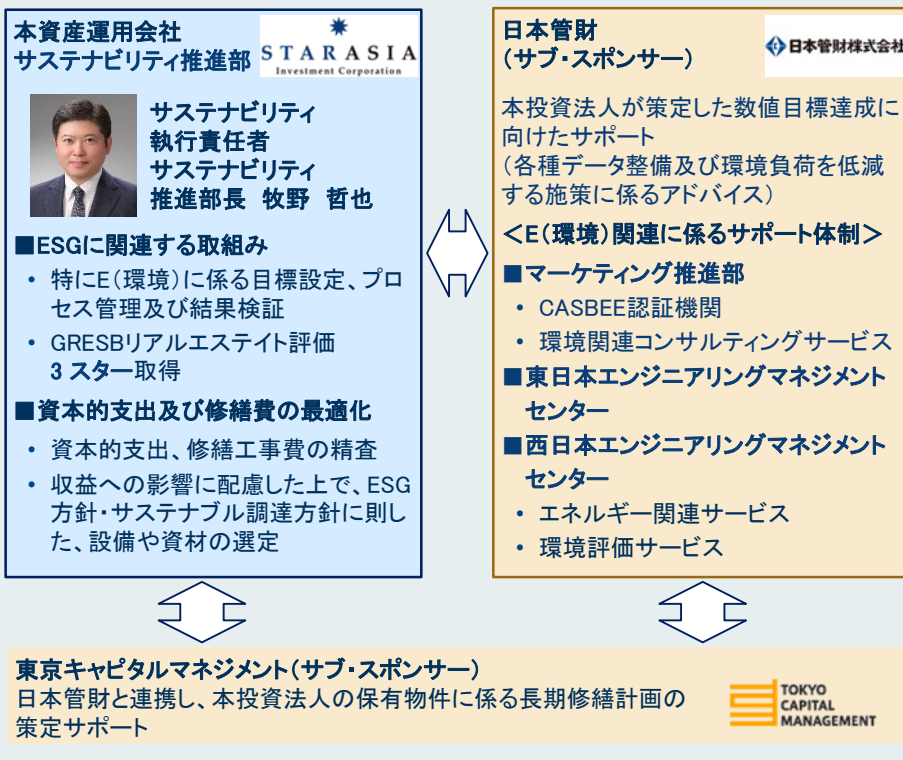 本資産運用会社
サステナビリティ推進部
STARASIA
Investment Corporation
サステナビリティ
執行責任者
サステナビリティ
推進部長 牧野 哲也
■ESGに関連する取組み
・ 特にE(環境)に係る目標設定、プロ
セス管理及び結果検証
・ GRESBリアルエステイト評価
3 スター取得
■資本的支出及び修繕費の最適化
・ 資本的支出、修繕工事費の精査
・ 収益への影響に配慮した上で、ESG
方針・サステナブル調達方針に則し
た、設備や資材の選定
日本管財
(サブ・スポンサー)
日本管財株式会社
本投資法人が策定した数値目標達成に
向けたサポート
(各種データ整備及び環境負荷を低減
する施策に係るアドバイス)
<E(環境)関連に係るサポート体制>
■マーケティング推進部
・ CASBEE認証機関
・ 環境関連コンサルティングサービス
■東日本エンジニアリングマネジメント
センター
■西日本エンジニアリングマネジメント
センター
・ エネルギー関連サービス
・ 環境評価サービス
東京キャピタルマネジメント(サブ・スポンサー)
日本管財と連携し、本投資法人の保有物件に係る長期修繕計画の
策定サポート
TOKYO
CAPITAL
MANAGEMENT